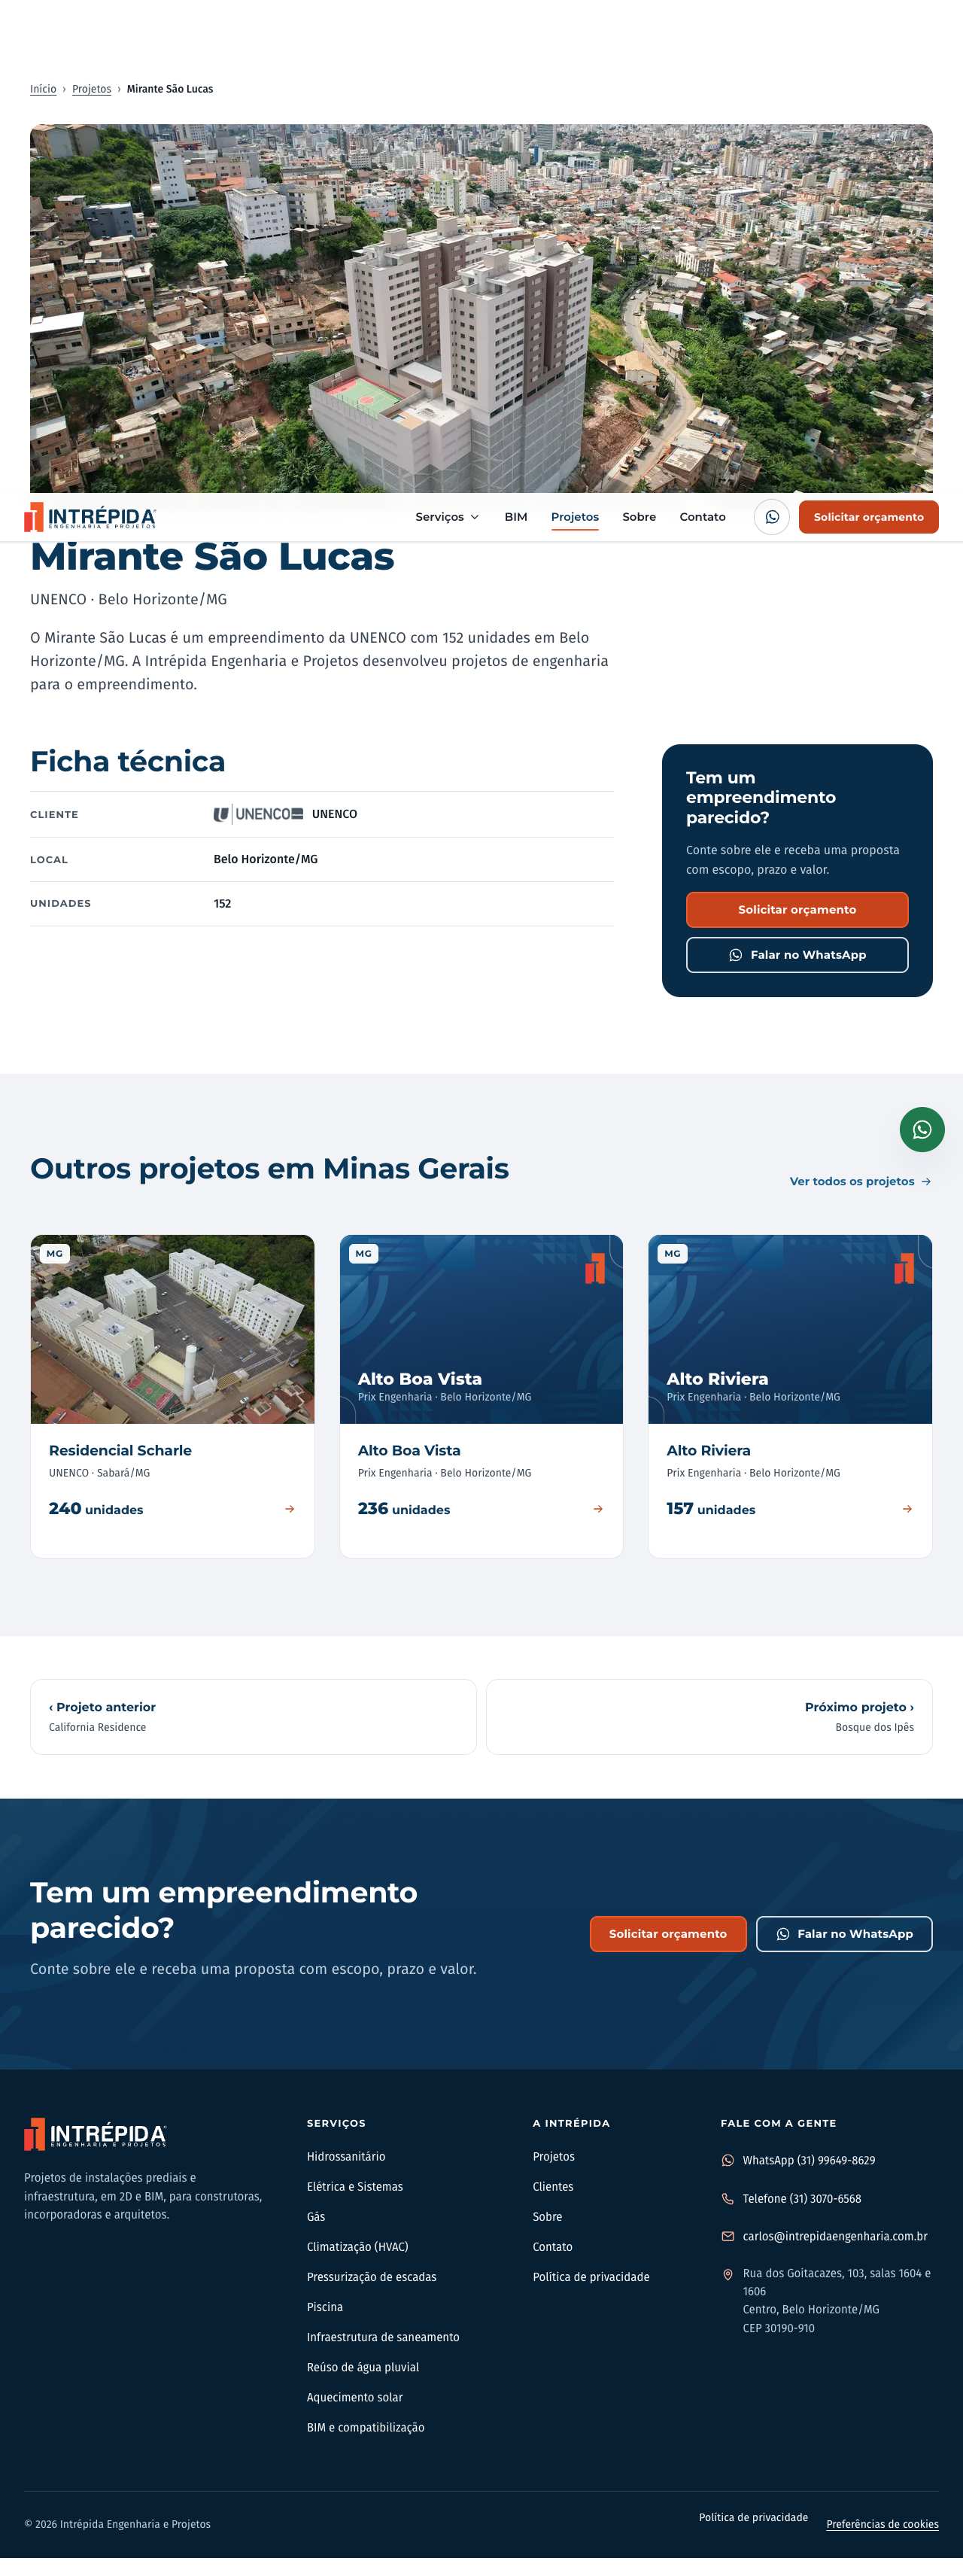 Início › Projetos › Mirante São Lucas
INTRÉPIDA
ENGENHARIA E PROJETOS
Serviços
BIM
Projetos
Sobre
Contato
Solicitar orçamento
Mirante São Lucas
UNENCO · Belo Horizonte/MG
O Mirante São Lucas é um empreendimento da UNENCO com 152 unidades em Belo
Horizonte/MG. A Intrépida Engenharia e Projetos desenvolveu projetos de engenharia
para o empreendimento.
Ficha técnica
CLIENTE
UNENCO
UNENCO
LOCAL
Belo Horizonte/MG
UNIDADES
152
Tem um
empreendimento
parecido?
Conte sobre ele e receba uma proposta
com escopo, prazo e valor.
Solicitar orçamento
Falar no WhatsApp
Outros projetos em Minas Gerais
Ver todos os projetos →
MG
Residencial Scharle
UNENCO · Sabará/MG
240 unidades
→
MG
Alto Boa Vista
Prix Engenharia · Belo Horizonte/MG
Alto Boa Vista
Prix Engenharia · Belo Horizonte/MG
236 unidades
→
MG
Alto Riviera
Prix Engenharia · Belo Horizonte/MG
Alto Riviera
Prix Engenharia · Belo Horizonte/MG
157 unidades
→
‹ Projeto anterior
California Residence
Próximo projeto ›
Bosque dos Ipês
Tem um empreendimento
parecido?
Conte sobre ele e receba uma proposta com escopo, prazo e valor.
Solicitar orçamento
Falar no WhatsApp
INTRÉPIDA
ENGENHARIA E PROJETOS
Projetos de instalações prediais e
infraestrutura, em 2D e BIM, para construtoras,
incorporadoras e arquitetos.
SERVIÇOS
Hidrossanitário
Elétrica e Sistemas
Gás
Climatização (HVAC)
Pressurização de escadas
Piscina
Infraestrutura de saneamento
Reúso de água pluvial
Aquecimento solar
BIM e compatibilização
A INTRÉPIDA
Projetos
Clientes
Sobre
Contato
Política de privacidade
FALE COM A GENTE
WhatsApp (31) 99649-8629
Telefone (31) 3070-6568
carlos@intrepidaengenharia.com.br
Rua dos Goitacazes, 103, salas 1604 e
1606
Centro, Belo Horizonte/MG
CEP 30190-910
© 2026 Intrépida Engenharia e Projetos
Política de privacidade
Preferências de cookies